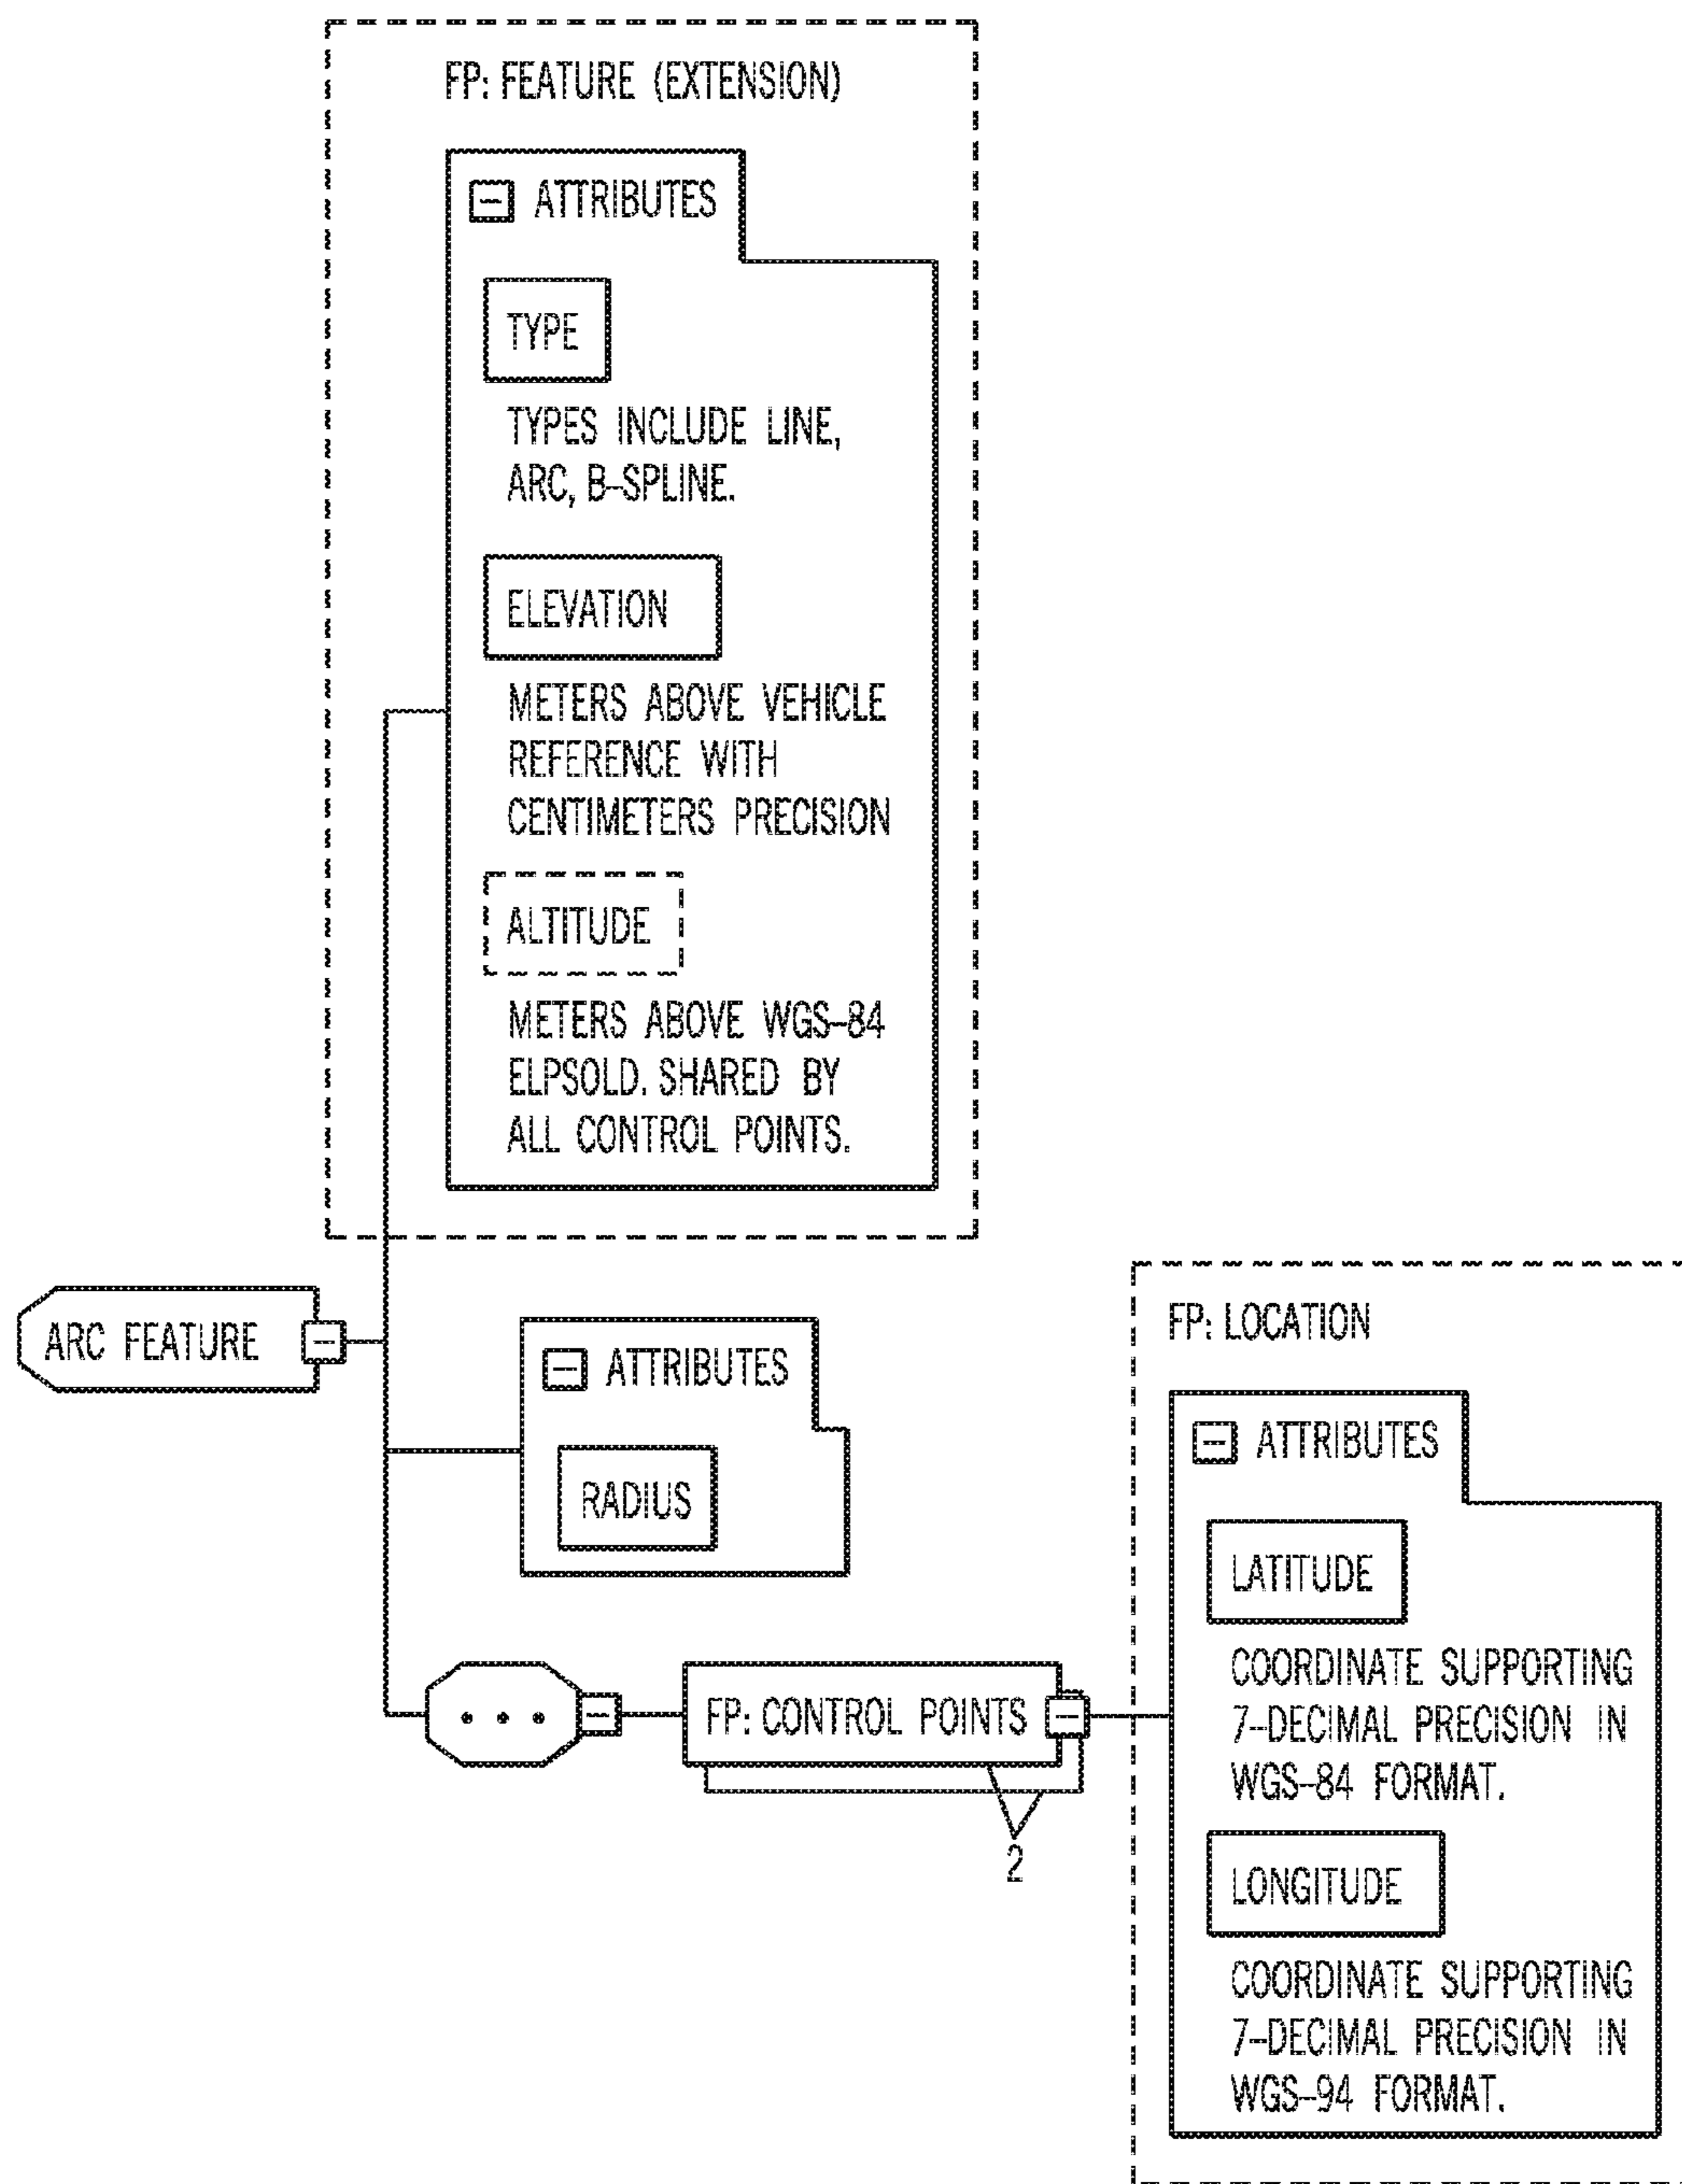 FP: FEATURE (EXTENSION)
ATTRIBUTES
TYPE
TYPES INCLUDE LINE,
ARC, B-SPLINE.
ELEVATION
METERS ABOVE VEHICLE
REFERENCE WITH
CENTIMETERS PRECISION
ALTITUDE
METERS ABOVE WGS-84
ELPSOLD. SHARED BY
ALL CONTROL POINTS.
ARC FEATURE
ATTRIBUTES
RADIUS
FP: CONTROL POINTS
2
FP: LOCATION
ATTRIBUTES
LATITUDE
COORDINATE SUPPORTING
7-DECIMAL PRECISION IN
WGS-84 FORMAT.
LONGITUDE
COORDINATE SUPPORTING
7-DECIMAL PRECISION IN
WGS-94 FORMAT.